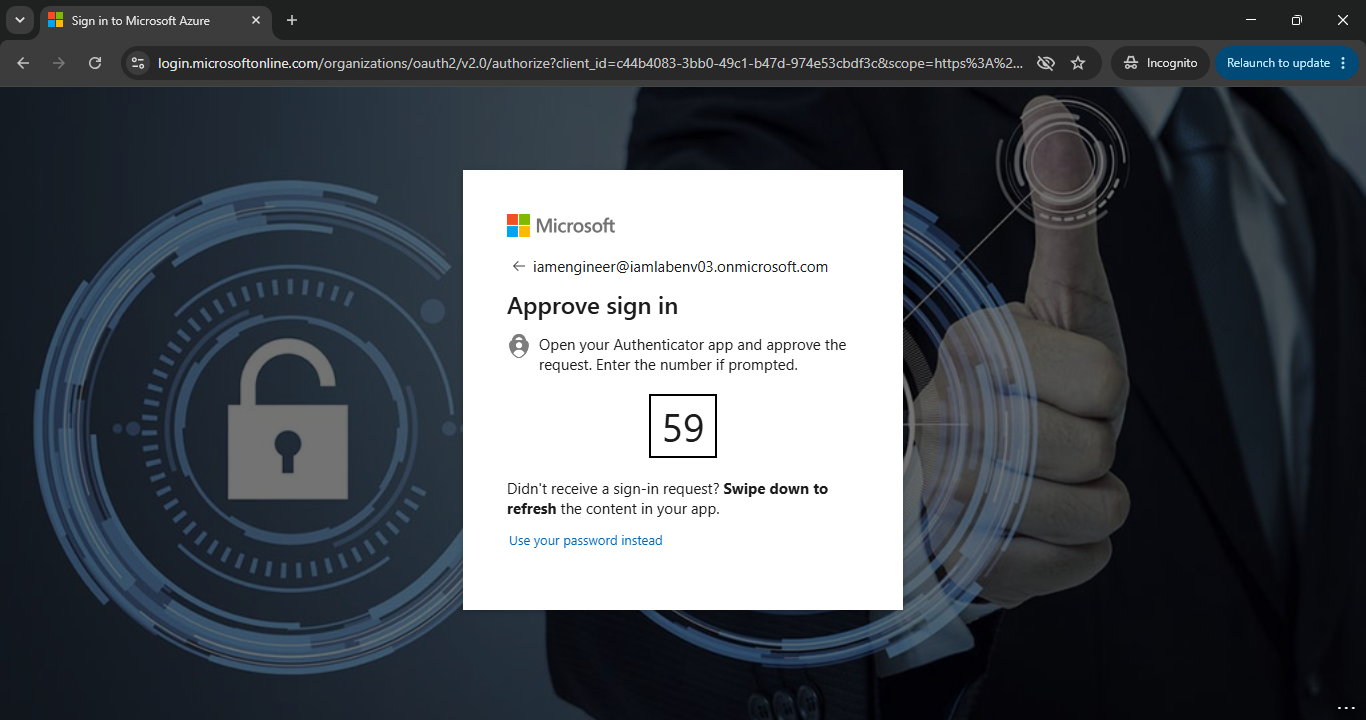 Sign in to Microsoft Azure
login.microsoftonline.com/organizations/oauth2/v2.0/authorize?client_id=c44b4083-3bb0-49c1-b47d-974e53cbdf3c&scope=https%3A%2...
Incognito
Relaunch to update
Microsoft
iamengineer@iamlabenv03.onmicrosoft.com
Approve sign in
Open your Authenticator app and approve the
request. Enter the number if prompted.
59
Didn't receive a sign-in request? Swipe down to
refresh the content in your app.
Use your password instead